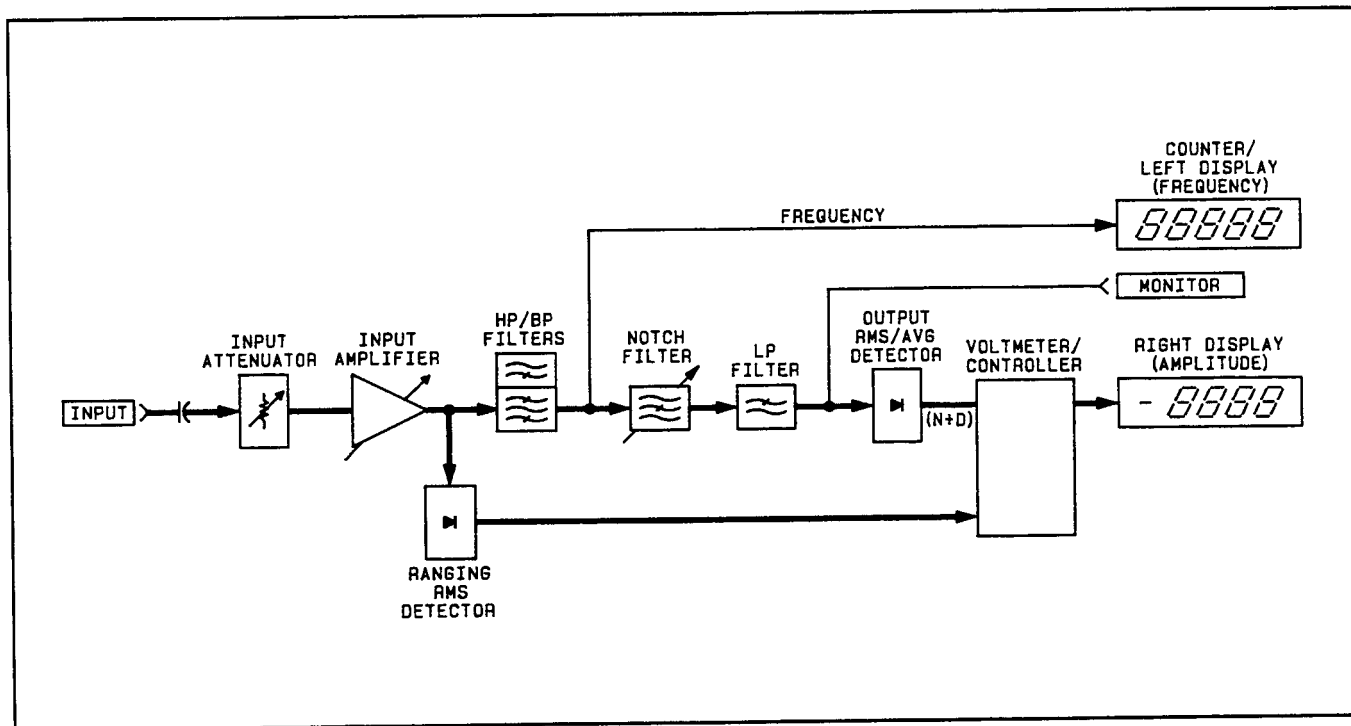 COUNTER/
LEFT DISPLAY
(FREQUENCY)
88888
FREQUENCY
MONITOR
HP/BP
FILTERS
OUTPUT
RMS/AVG
DETECTOR
INPUT
ATTENUATOR
INPUT
AMPLIFIER
NOTCH
FILTER
LP
FILTER
VOLTMETER/
CONTROLLER
RIGHT DISPLAY
(AMPLITUDE)
- 8888
INPUT
(N+D)
RANGING
RMS
DETECTOR